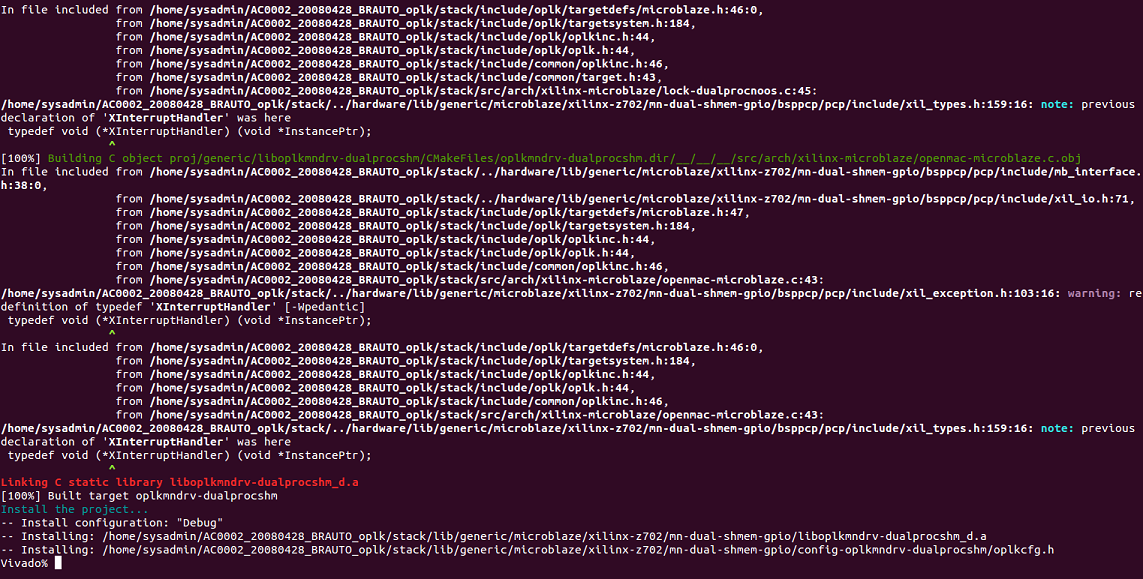 In file included from /home/sysadmin/AC0002_20080428_BRAUTO_oplk/stack/include/oplk/targetdefs/microblaze.h:46:0,
                 from /home/sysadmin/AC0002_20080428_BRAUTO_oplk/stack/include/oplk/targetsystem.h:184,
                 from /home/sysadmin/AC0002_20080428_BRAUTO_oplk/stack/include/oplk/oplkinc.h:44,
                 from /home/sysadmin/AC0002_20080428_BRAUTO_oplk/stack/include/oplk/oplk.h:44,
                 from /home/sysadmin/AC0002_20080428_BRAUTO_oplk/stack/include/common/oplkinc.h:46,
                 from /home/sysadmin/AC0002_20080428_BRAUTO_oplk/stack/include/common/target.h:43,
                 from /home/sysadmin/AC0002_20080428_BRAUTO_oplk/stack/src/arch/xilinx-microblaze/lock-dualprocnoos.c:45:
/home/sysadmin/AC0002_20080428_BRAUTO_oplk/stack/../hardware/lib/generic/microblaze/xilinx-z702/mn-dual-shmem-gpio/bsppcp/pcp/include/xil_types.h:159:16: note: previous
declaration of 'XInterruptHandler' was here
 typedef void (*XInterruptHandler) (void *InstancePtr);
                ^
[100%] Building C object proj/generic/liboplkmndrv-dualprocshm/CMakeFiles/oplkmndrv-dualprocshm.dir/__/__/__/src/arch/xilinx-microblaze/openmac-microblaze.c.obj
In file included from /home/sysadmin/AC0002_20080428_BRAUTO_oplk/stack/../hardware/lib/generic/microblaze/xilinx-z702/mn-dual-shmem-gpio/bsppcp/pcp/include/mb_interface.
h:38:0,
                 from /home/sysadmin/AC0002_20080428_BRAUTO_oplk/stack/../hardware/lib/generic/microblaze/xilinx-z702/mn-dual-shmem-gpio/bsppcp/pcp/include/xil_io.h:71,
                 from /home/sysadmin/AC0002_20080428_BRAUTO_oplk/stack/include/oplk/targetdefs/microblaze.h:47,
                 from /home/sysadmin/AC0002_20080428_BRAUTO_oplk/stack/include/oplk/targetsystem.h:184,
                 from /home/sysadmin/AC0002_20080428_BRAUTO_oplk/stack/include/oplk/oplkinc.h:44,
                 from /home/sysadmin/AC0002_20080428_BRAUTO_oplk/stack/include/oplk/oplk.h:44,
                 from /home/sysadmin/AC0002_20080428_BRAUTO_oplk/stack/include/common/oplkinc.h:46,
                 from /home/sysadmin/AC0002_20080428_BRAUTO_oplk/stack/src/arch/xilinx-microblaze/openmac-microblaze.c:43:
/home/sysadmin/AC0002_20080428_BRAUTO_oplk/stack/../hardware/lib/generic/microblaze/xilinx-z702/mn-dual-shmem-gpio/bsppcp/pcp/include/xil_exception.h:103:16: warning: re
definition of typedef 'XInterruptHandler' [-Wpedantic]
 typedef void (*XInterruptHandler) (void *InstancePtr);
                ^
In file included from /home/sysadmin/AC0002_20080428_BRAUTO_oplk/stack/include/oplk/targetdefs/microblaze.h:46:0,
                 from /home/sysadmin/AC0002_20080428_BRAUTO_oplk/stack/include/oplk/targetsystem.h:184,
                 from /home/sysadmin/AC0002_20080428_BRAUTO_oplk/stack/include/oplk/oplkinc.h:44,
                 from /home/sysadmin/AC0002_20080428_BRAUTO_oplk/stack/include/oplk/oplk.h:44,
                 from /home/sysadmin/AC0002_20080428_BRAUTO_oplk/stack/include/common/oplkinc.h:46,
                 from /home/sysadmin/AC0002_20080428_BRAUTO_oplk/stack/src/arch/xilinx-microblaze/openmac-microblaze.c:43:
/home/sysadmin/AC0002_20080428_BRAUTO_oplk/stack/../hardware/lib/generic/microblaze/xilinx-z702/mn-dual-shmem-gpio/bsppcp/pcp/include/xil_types.h:159:16: note: previous
declaration of 'XInterruptHandler' was here
 typedef void (*XInterruptHandler) (void *InstancePtr);
                ^
Linking C static library liboplkmndrv-dualprocshm_d.a
[100%] Built target oplkmndrv-dualprocshm
Install the project...
-- Install configuration: "Debug"
-- Installing: /home/sysadmin/AC0002_20080428_BRAUTO_oplk/stack/lib/generic/microblaze/xilinx-z702/mn-dual-shmem-gpio/liboplkmndrv-dualprocshm_d.a
-- Installing: /home/sysadmin/AC0002_20080428_BRAUTO_oplk/stack/lib/generic/microblaze/xilinx-z702/mn-dual-shmem-gpio/config-oplkmndrv-dualprocshm/oplkcfg.h
Vivado%